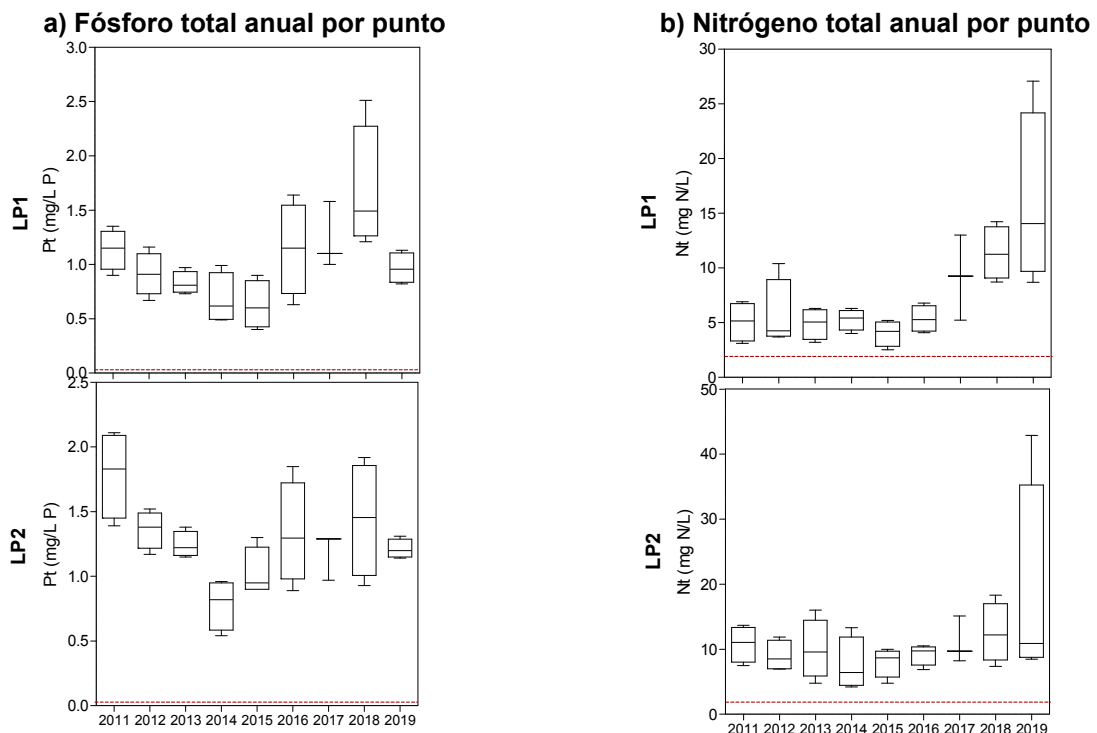 a) Fósforo total anual por punto
b) Nitrógeno total anual por punto
LP1
Pt (mg/L P)
3.0
2.5
2.0
1.5
1.0
0.5
0.0
LP1
Nt (mg N/L)
30
25
20
15
10
5
0
LP2
Pt (mg/L P)
2.5
2.0
1.5
1.0
0.5
0.0
2011 2012 2013 2014 2015 2016 2017 2018 2019
LP2
Nt (mg N/L)
50
40
30
20
10
0
2011 2012 2013 2014 2015 2016 2017 2018 2019